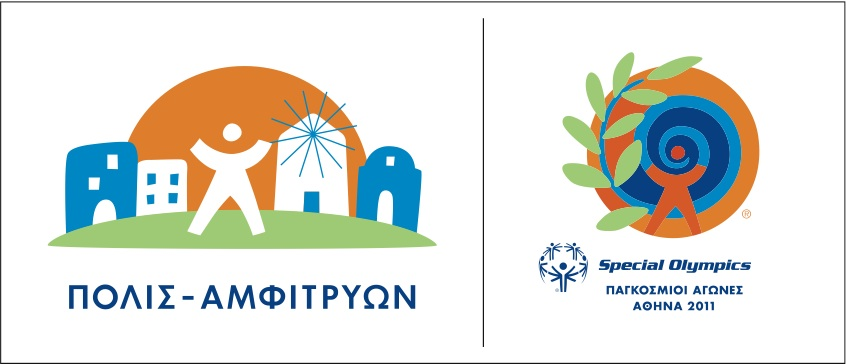 ΠΟΛΙΣ - ΑΜΦΙΤΡΥΩΝ
®
Special Olympics
ΠΑΓΚΟΣΜΙΟΙ ΑΓΩΝΕΣ
ΑΘΗΝΑ 2011